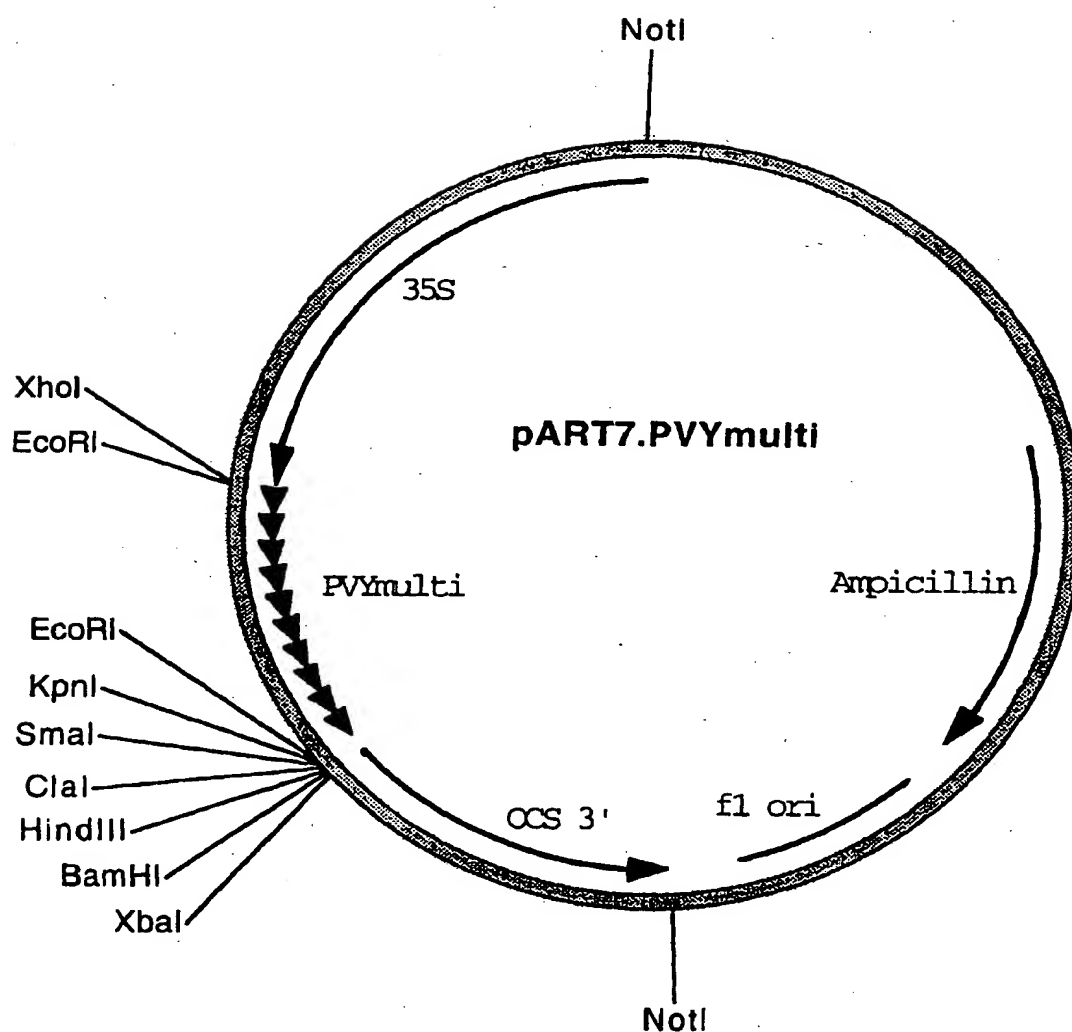 NotI
35S
XhoI
EcoRI
pART7.PVYmulti
PVYmulti
Ampicillin
EcoRI
KpnI
SmaI
ClaI
HindIII
BamHI
XbaI
OCS 3'
f1 ori
NotI